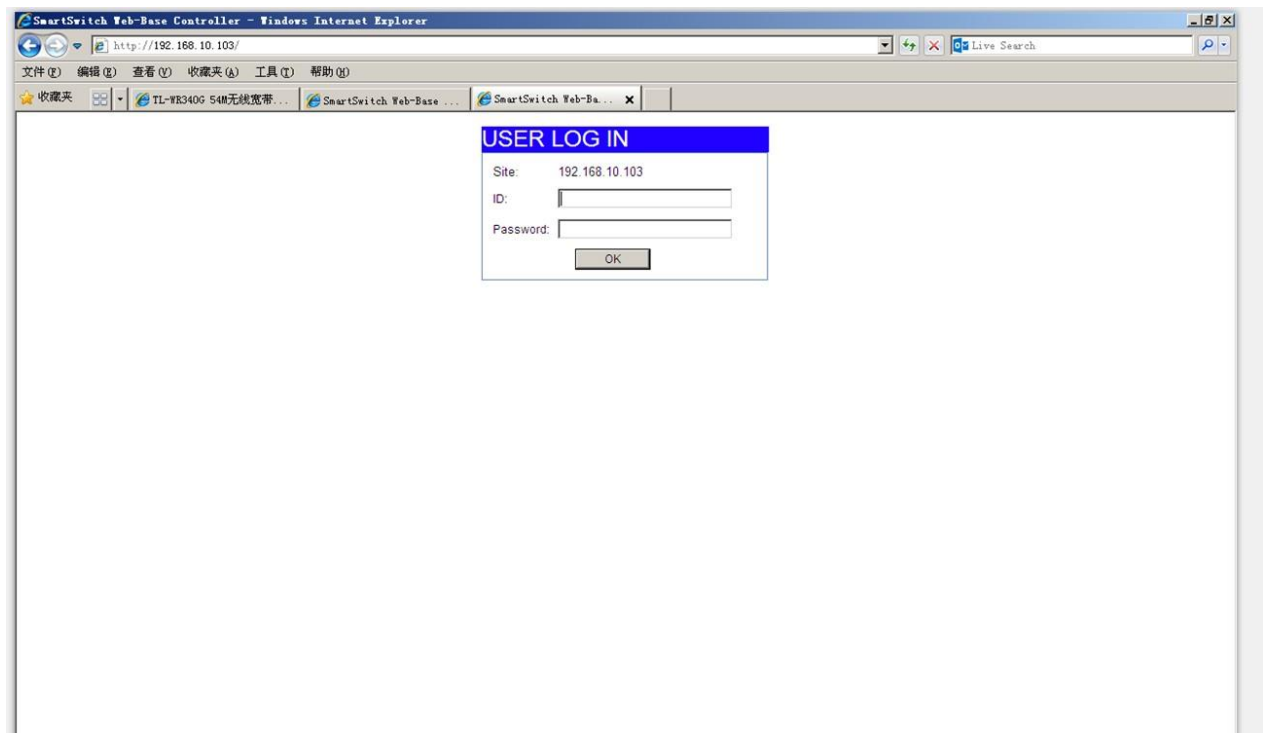 SmartSwitch Web-Base Controller - Windows Internet Explorer
http://192.168.10.103/
Live Search
文件(F) 编辑(E) 查看(V) 收藏夹(A) 工具(T) 帮助(H)
收藏夹 TL-WR340G 54M无线宽带... SmartSwitch Web-Base ... SmartSwitch Web-Ba...
USER LOG IN
Site: 192.168.10.103
ID:
Password:
OK